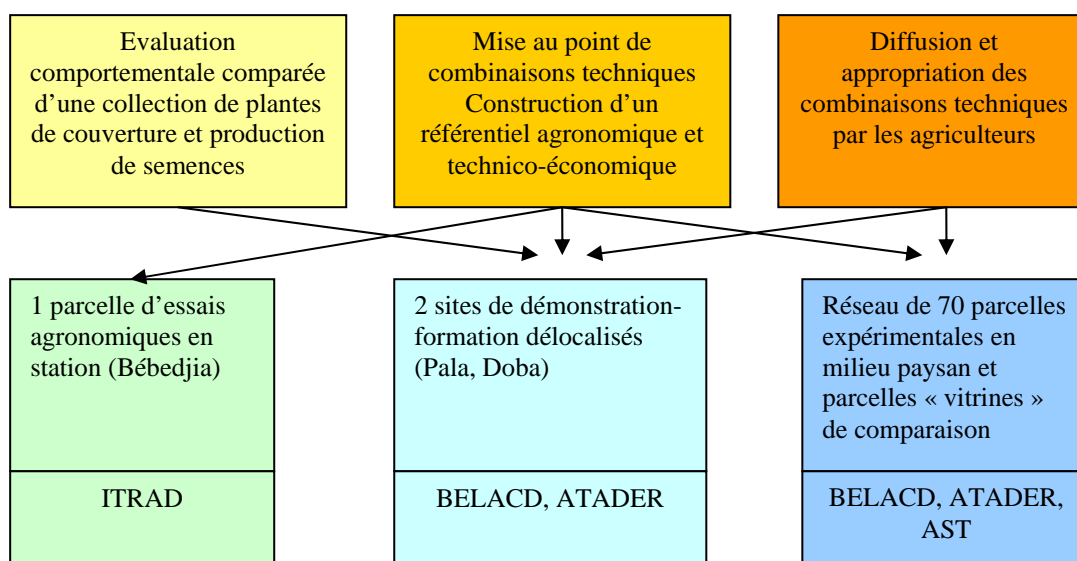 Evaluation
comportementale comparée
d'une collection de plantes
de couverture et production
de semences
Mise au point de
combinaisons techniques
Construction d'un
référentiel agronomique et
technico-économique
Diffusion et
appropriation des
combinaisons techniques
par les agriculteurs
1 parcelle d'essais
agronomiques en
station (Bébedjia)
2 sites de démonstration-
formation délocalisés
(Pala, Doba)
Réseau de 70 parcelles
expérimentales en
milieu paysan et
parcelles « vitrines »
de comparaison
ITRAD
BELACD, ATADER
BELACD, ATADER,
AST